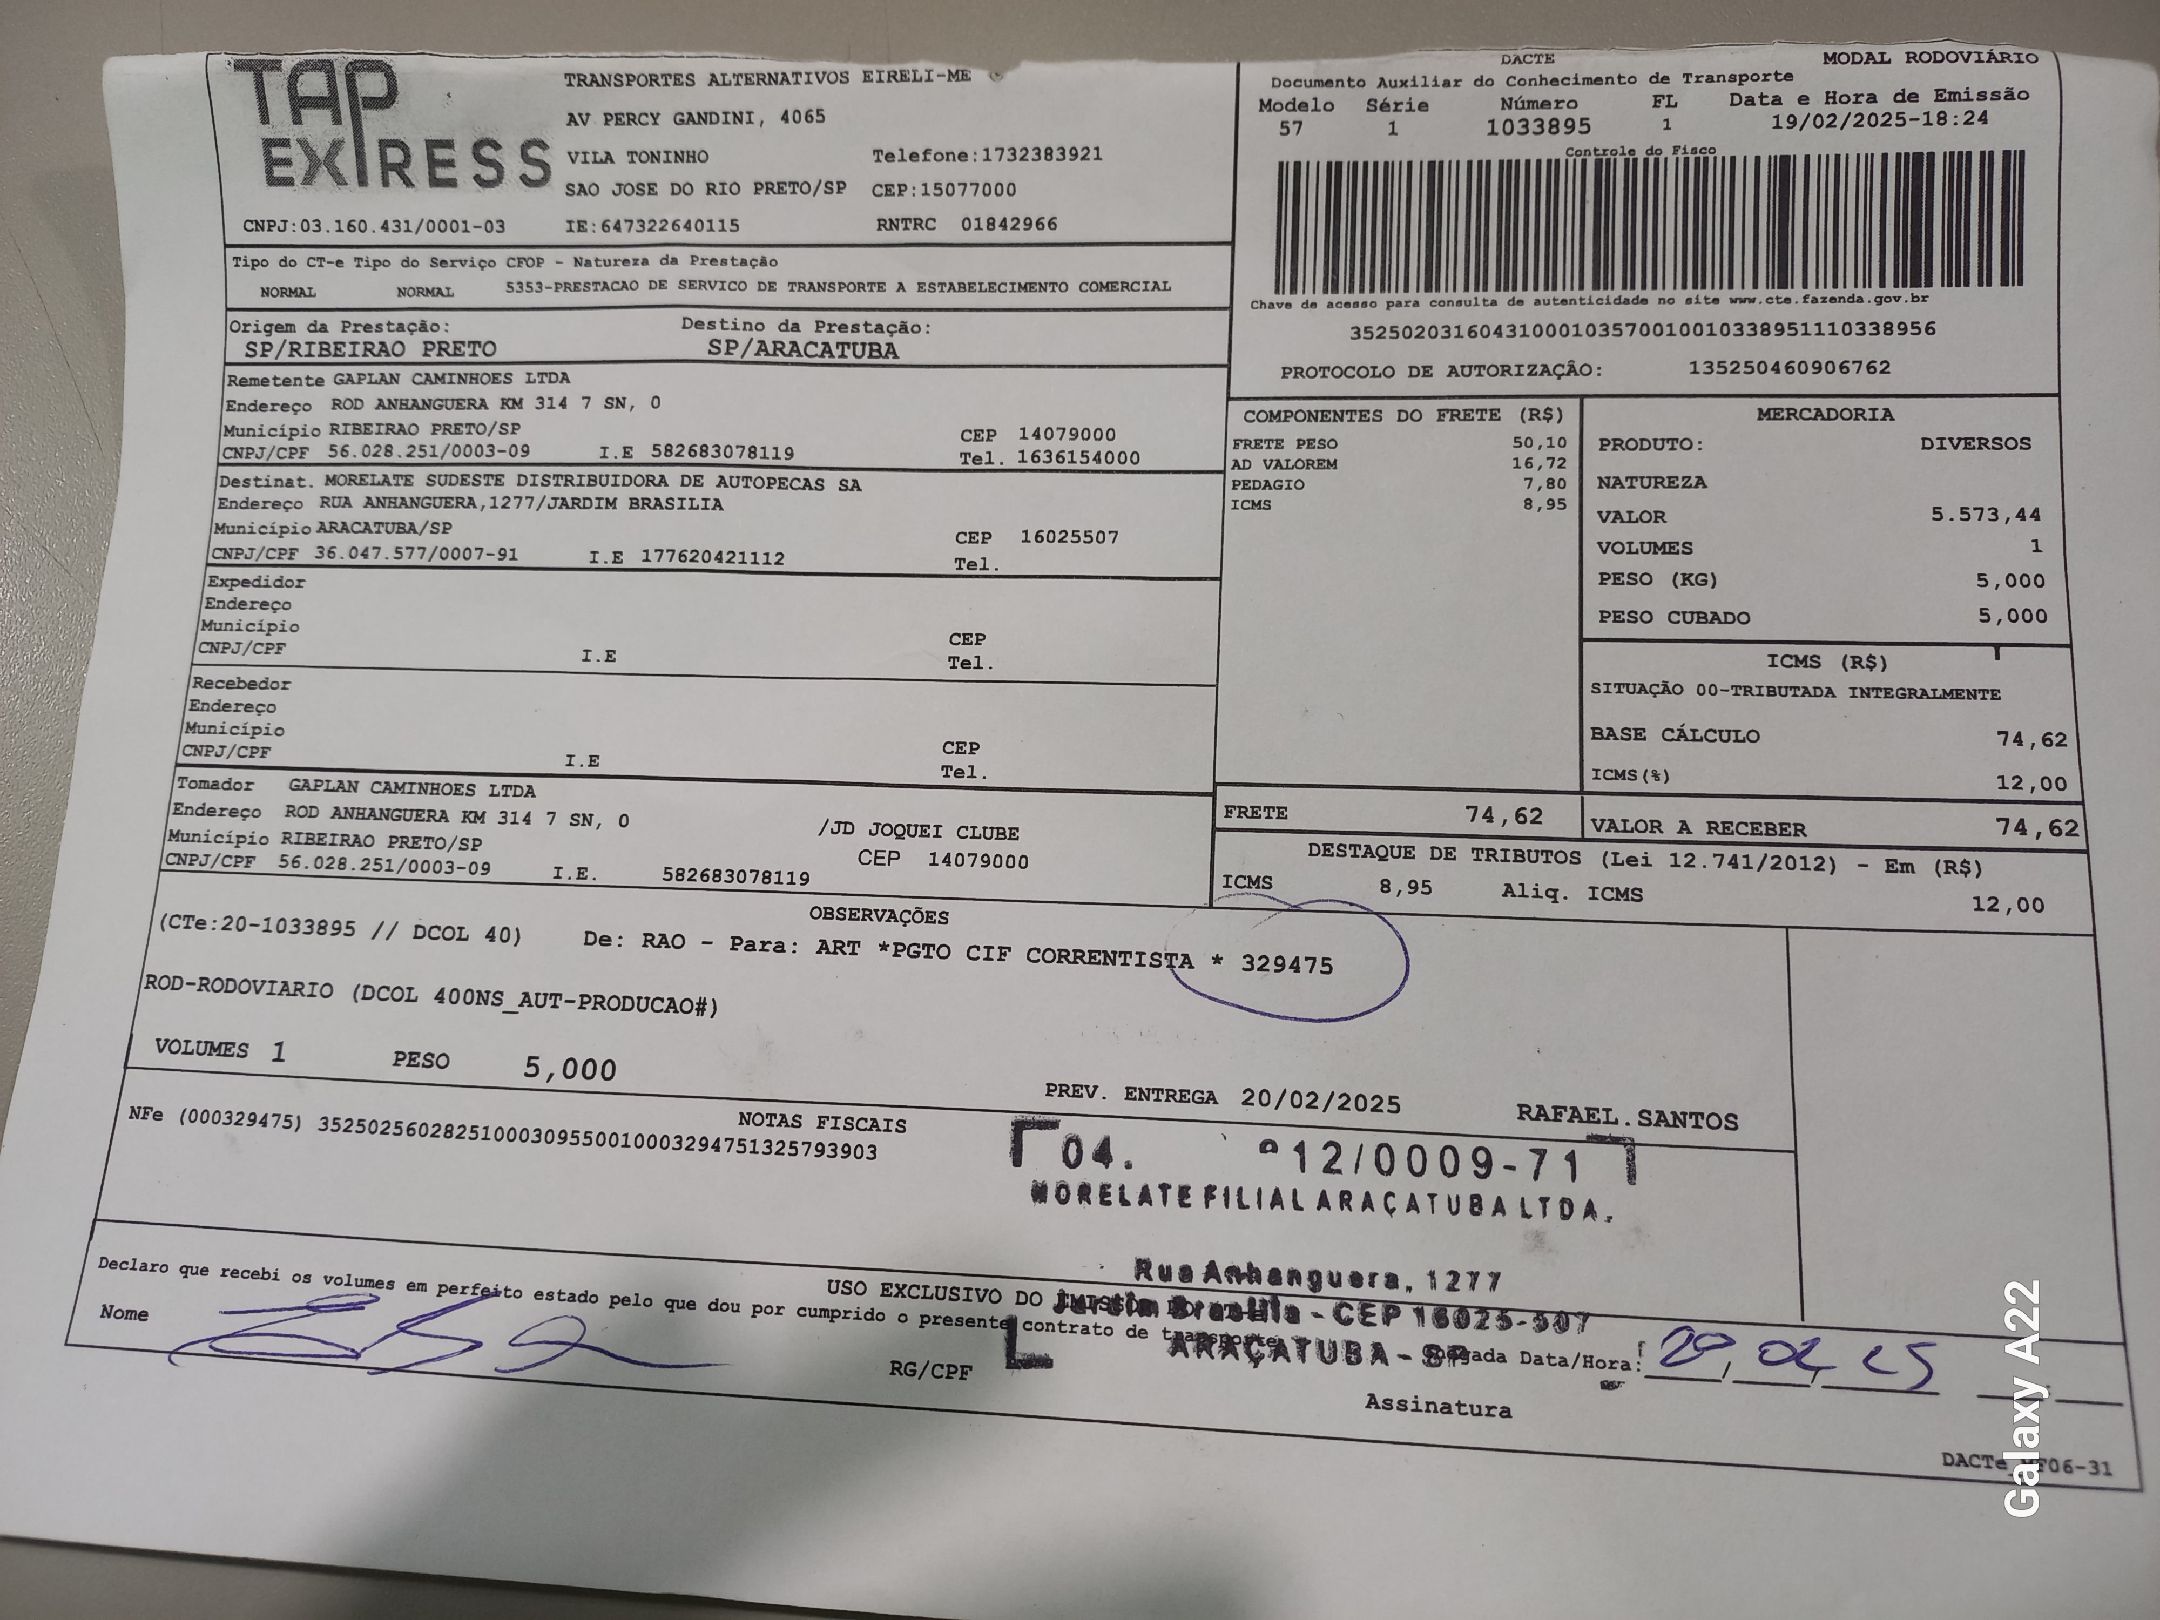 TAP EXPRESS
TRANSPORTES ALTERNATIVOS EIRELI-ME
AV PERCY GANDINI, 4065
VILA TONINHO Telefone:1732383921
SAO JOSE DO RIO PRETO/SP CEP:15077000
CNPJ:03.160.431/0001-03 IE:647322640115 RNTRC 01842966
DACTE MODAL RODOVIÁRIO
Documento Auxiliar do Conhecimento de Transporte
Modelo Série Número FL Data e Hora de Emissão
57 1 1033895 1 19/02/2025-18:24
Controle do Fisco
Chave de acesso para consulta de autenticidade no site www.cte.fazenda.gov.br
35250203160431000103570010010338951110338956
PROTOCOLO DE AUTORIZAÇÃO: 135250460906762
Tipo do CT-e Tipo do Serviço CFOP - Natureza da Prestação
NORMAL NORMAL 5353-PRESTACAO DE SERVICO DE TRANSPORTE A ESTABELECIMENTO COMERCIAL
Origem da Prestação: Destino da Prestação:
SP/RIBEIRAO PRETO SP/ARACATUBA
Remetente GAPLAN CAMINHOES LTDA
Endereço ROD ANHANGUERA KM 314 7 SN, 0
Município RIBEIRAO PRETO/SP CEP 14079000
CNPJ/CPF 56.028.251/0003-09 I.E 582683078119 Tel. 1636154000
Destinat. MORELATE SUDESTE DISTRIBUIDORA DE AUTOPECAS SA
Endereço RUA ANHANGUERA,1277/JARDIM BRASILIA
Município ARACATUBA/SP CEP 16025507
CNPJ/CPF 36.047.577/0007-91 I.E 177620421112 Tel.
Expedidor
Endereço
Município CEP
CNPJ/CPF I.E Tel.
Recebedor
Endereço
Município CEP
CNPJ/CPF I.E Tel.
Tomador GAPLAN CAMINHOES LTDA
Endereço ROD ANHANGUERA KM 314 7 SN, 0 /JD JOQUEI CLUBE
Município RIBEIRAO PRETO/SP CEP 14079000
CNPJ/CPF 56.028.251/0003-09 I.E. 582683078119
COMPONENTES DO FRETE (R$)
FRETE PESO 50,10
AD VALOREM 16,72
PEDAGIO 7,80
ICMS 8,95
FRETE 74,62
MERCADORIA
PRODUTO: DIVERSOS
NATUREZA
VALOR 5.573,44
VOLUMES 1
PESO (KG) 5,000
PESO CUBADO 5,000
ICMS (R$)
SITUAÇÃO 00-TRIBUTADA INTEGRALMENTE
BASE CÁLCULO 74,62
ICMS(%) 12,00
VALOR A RECEBER 74,62
DESTAQUE DE TRIBUTOS (Lei 12.741/2012) - Em (R$)
ICMS 8,95 Aliq. ICMS 12,00
OBSERVAÇÕES
(CTe:20-1033895 // DCOL 40) De: RAO - Para: ART *PGTO CIF CORRENTISTA * 329475
ROD-RODOVIARIO (DCOL 400NS_AUT-PRODUCAO#)
VOLUMES 1 PESO 5,000
PREV. ENTREGA 20/02/2025 RAFAEL.SANTOS
NOTAS FISCAIS
NFe (000329475) 35250256028251000309550010003294751325793903
04. 12/0009-71
MORELATE FILIAL ARAÇATUBA LTDA.
Rua Anhanguera, 1277
Jardim Brasília - CEP 16025-507
ARAÇATUBA - SP
USO EXCLUSIVO DO EMISSOR DO
Declaro que recebi os volumes em perfeito estado pelo que dou por cumprido o presente contrato de transporte
Nome RG/CPF Data/Hora: 20/02/25
Assinatura
DACTe
Galaxy A22